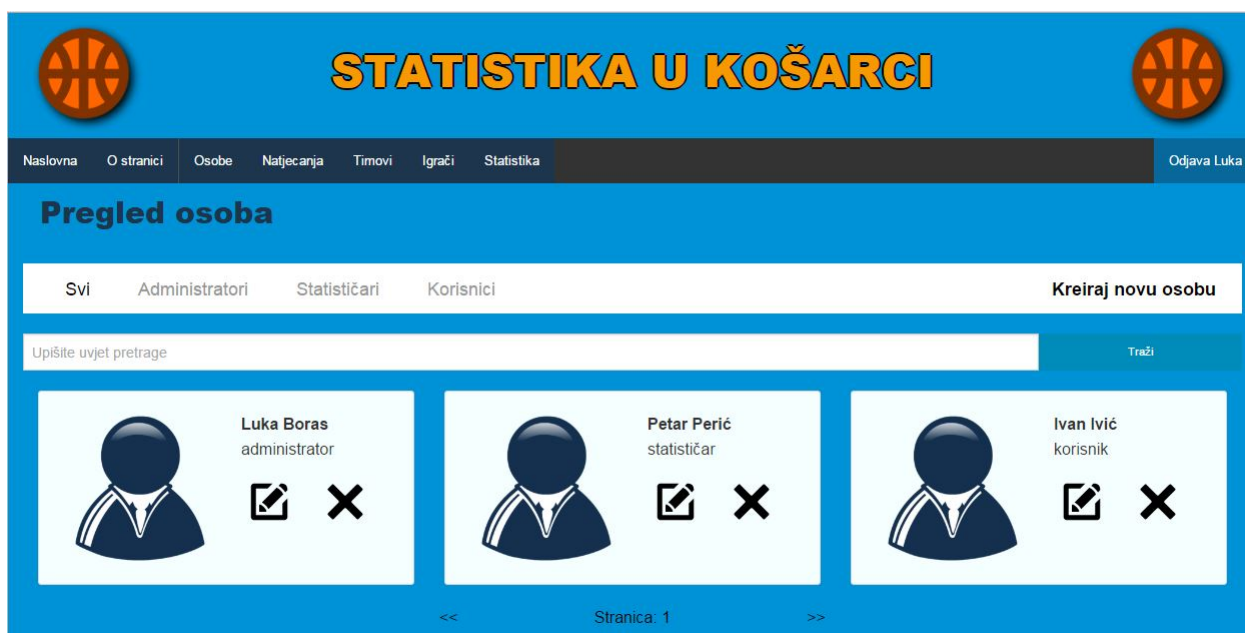 STATISTIKA U KOŠARCI
Naslovna O stranici Osobe Natjecanja Timovi Igrači Statistika Odjava Luka
Pregled osoba
Svi Administratori Statističari Korisnici Kreiraj novu osobu
Upišite uvjet pretrage Traži
Luka Boras
administrator
Petar Perić
statističar
Ivan Ivić
korisnik
<< Stranica: 1 >>